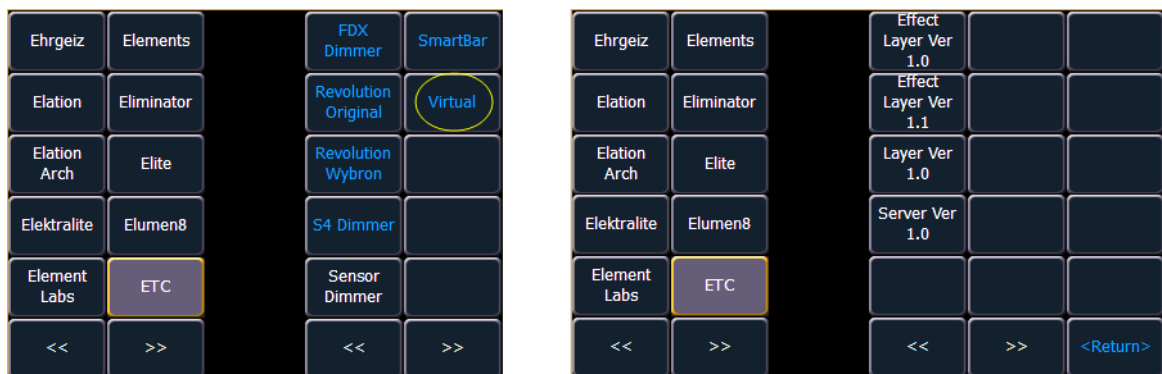 Ehrgeiz
Elements
FDX
Dimmer
SmartBar
Elation
Eliminator
Revolution
Original
Virtual
Elation
Arch
Elite
Revolution
Wybron
Elektralite
Elumen8
S4 Dimmer
Element
Labs
ETC
Sensor
Dimmer
<<
>>
<<
>>
Ehrgeiz
Elements
Effect
Layer Ver
1.0
Elation
Eliminator
Effect
Layer Ver
1.1
Elation
Arch
Elite
Layer Ver
1.0
Elektralite
Elumen8
Server Ver
1.0
Element
Labs
ETC
<<
>>
<<
>>
<Return>